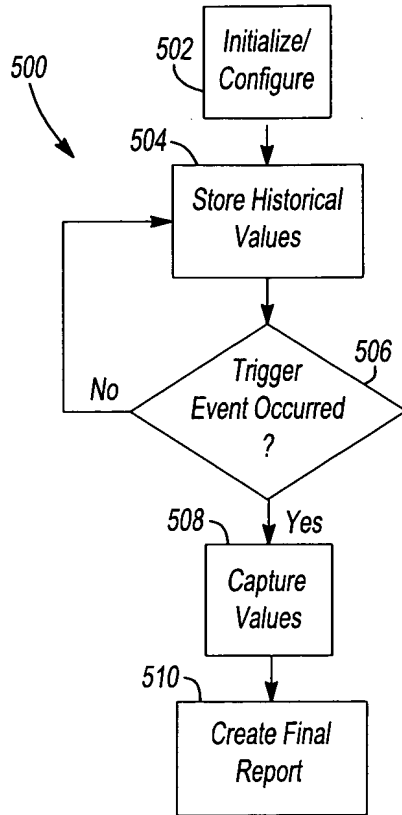 500
502
Initialize/
Configure
504
Store Historical
Values
506
Trigger
Event Occurred
?
No
Yes
508
Capture
Values
510
Create Final
Report